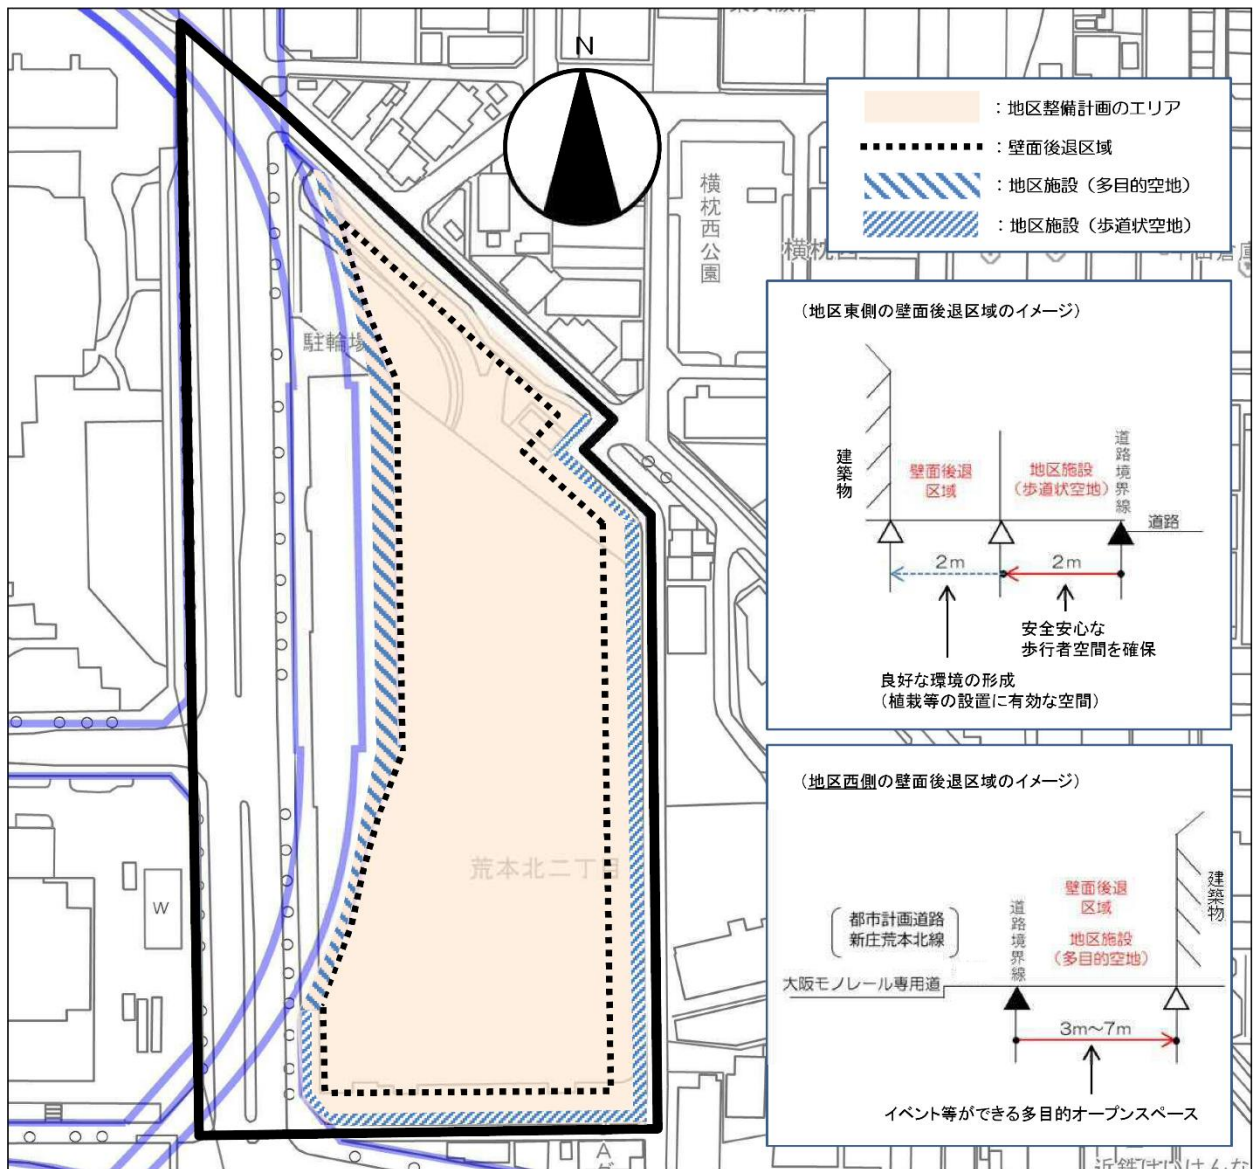 N
：地区整備計画のエリア
：壁面後退区域
：地区施設（多目的空地）
：地区施設（歩道状空地）
横枕西公園
横枕西
駐輪場
荒本北二丁目
W
（地区東側の壁面後退区域のイメージ）
建築物
壁面後退
区域
地区施設
（歩道状空地）
道路境界線
道路
2m
2m
安全安心な
歩行者空間を確保
良好な環境の形成
（植栽等の設置に有効な空間）
（地区西側の壁面後退区域のイメージ）
都市計画道路
新庄荒本北線
大阪モノレール専用道
道路境界線
壁面後退
区域
地区施設
（多目的空地）
建築物
3m～7m
イベント等ができる多目的オープンスペース
A